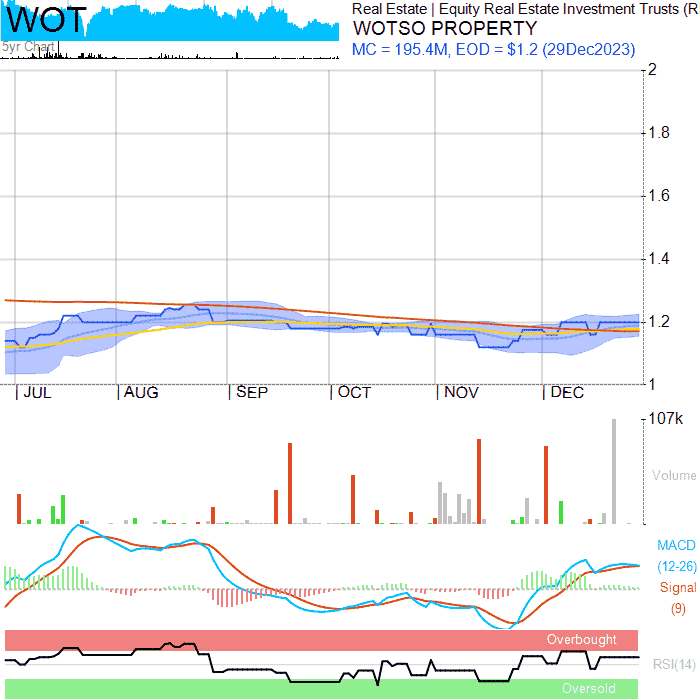 WOT
5yr Chart
Real Estate | Equity Real Estate Investment Trusts (R
WOTSO PROPERTY
MC = 195.4M, EOD = $1.2 (29Dec2023)
2
1.8
1.6
1.4
1.2
1
JUL
AUG
SEP
OCT
NOV
DEC
107k
Volume
MACD
(12-26)
Signal
(9)
Overbought
RSI(14)
Oversold